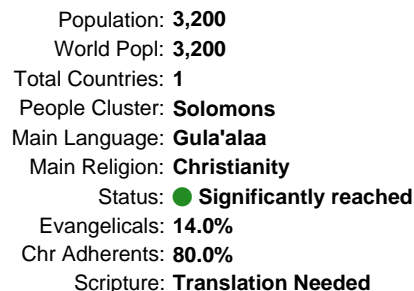 Population: 3,200
World Popl: 3,200
Total Countries: 1
People Cluster: Solomons
Main Language: Gula'alaa
Main Religion: Christianity
Status: Significantly reached
Evangelicals: 14.0%
Chr Adherents: 80.0%
Scripture: Translation Needed